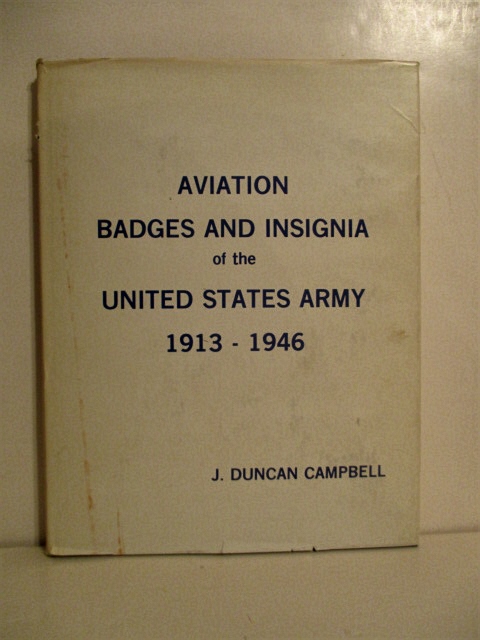 AVIATION
BADGES AND INSIGNIA
of the
UNITED STATES ARMY
1913 - 1946
J. DUNCAN CAMPBELL